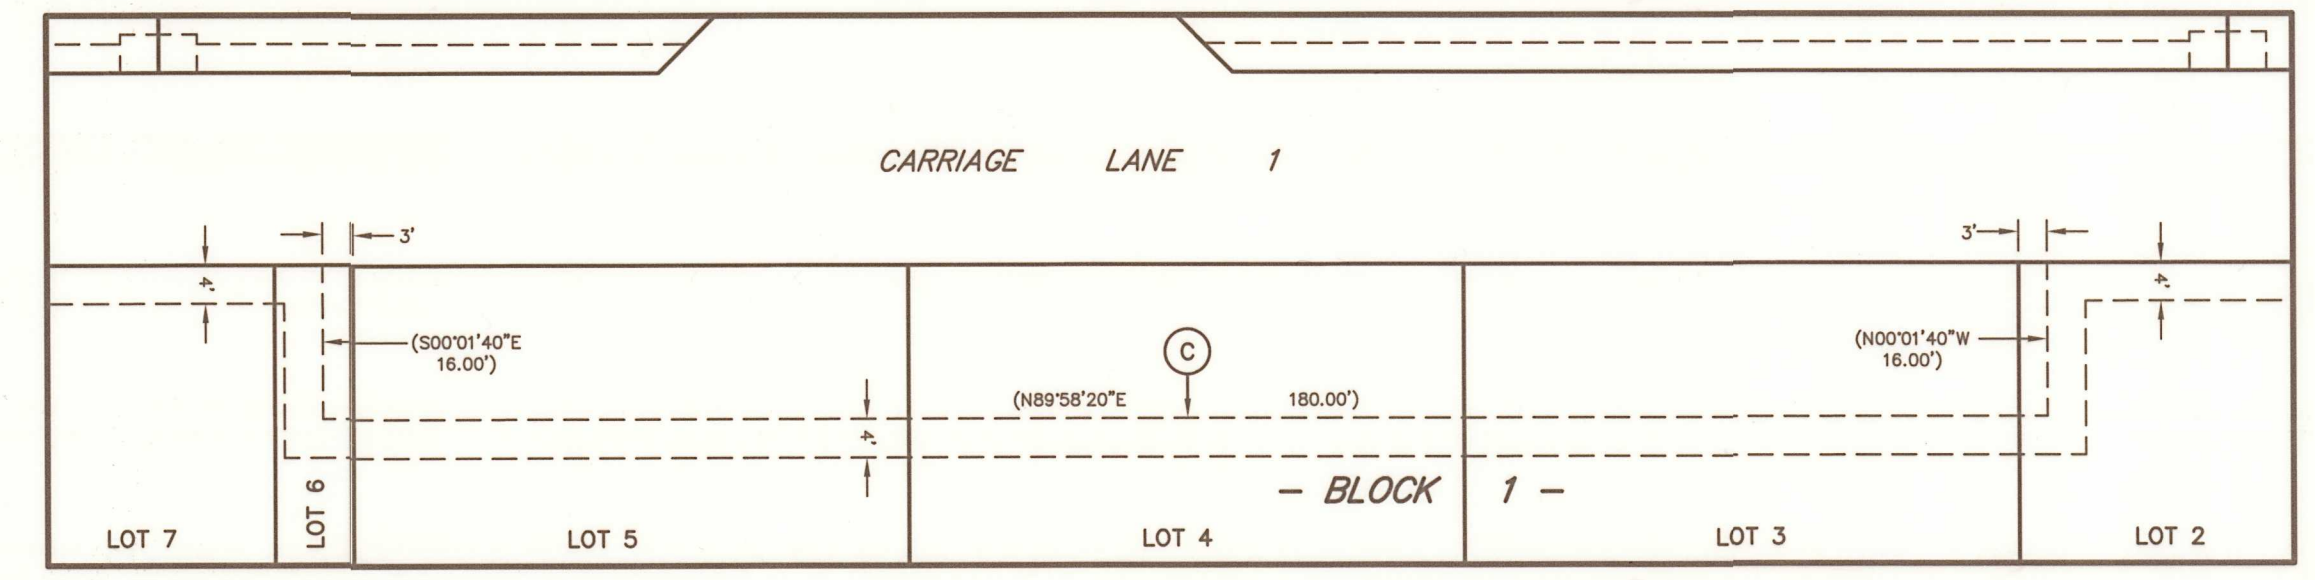 CARRIAGE LANE 1
3'
3'
4'
4'
(S00°01'40"E
16.00')
C
(N00°01'40"W
16.00')
(N89°58'20"E 180.00')
4'
- BLOCK 1 -
LOT 7
LOT 6
LOT 5
LOT 4
LOT 3
LOT 2